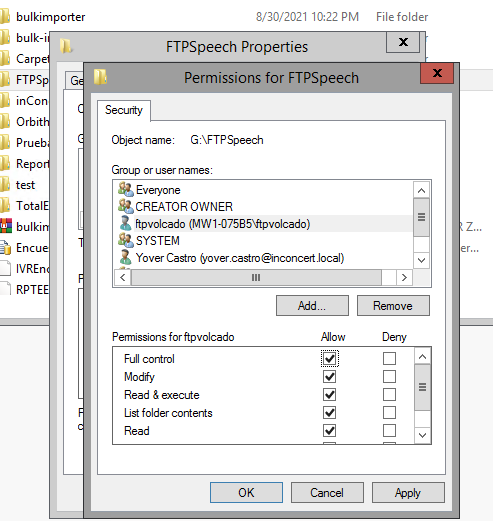 bulkimporter 8/30/2021 10:22 PM File folder
bulk-i
FTPSpeech Properties
Carpet
FTPSp
Permissions for FTPSpeech
inConc
Orbith
Security
Prueba
Object name: G:\FTPSpeech
Report
Group or user names:
test
Everyone
TotalE
CREATOR OWNER
bulkim
ftpvolcado (MW1-075B5\ftpvolcado)
R Z...
Encue
SYSTEM
er...
IVREnc
Yover Castro (yover.castro@inconcert.local)
RPTEE
Add... Remove
Permissions for ftpvolcado Allow Deny
Full control
Modify
Read & execute
List folder contents
Read
OK Cancel Apply